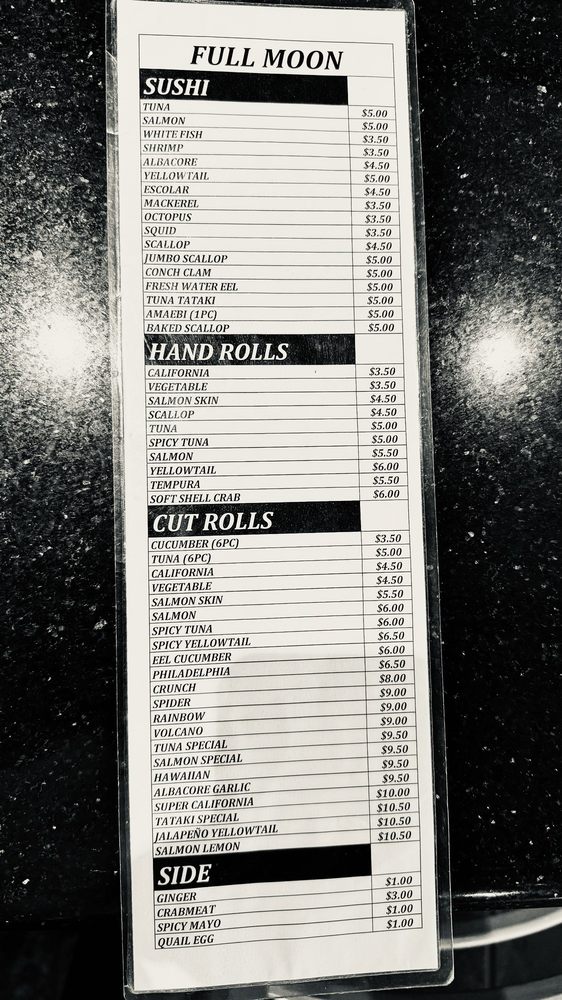 FULL MOON
SUSHI
TUNA $5.00
SALMON $5.00
WHITE FISH $3.50
SHRIMP $3.50
ALBACORE $4.50
YELLOWTAIL $5.00
ESCOLAR $4.50
MACKEREL $3.50
OCTOPUS $3.50
SQUID $3.50
SCALLOP $4.50
JUMBO SCALLOP $5.00
CONCH CLAM $5.00
FRESH WATER EEL $5.00
TUNA TATAKI $5.00
AMAEBI (1PC) $5.00
BAKED SCALLOP $5.00
HAND ROLLS
CALIFORNIA $3.50
VEGETABLE $3.50
SALMON SKIN $4.50
SCALLOP $4.50
TUNA $5.00
SPICY TUNA $5.00
SALMON $5.50
YELLOWTAIL $6.00
TEMPURA $5.50
SOFT SHELL CRAB $6.00
CUT ROLLS
CUCUMBER (6PC) $3.50
TUNA (6PC) $5.00
CALIFORNIA $4.50
VEGETABLE $4.50
SALMON SKIN $5.50
SALMON $6.00
SPICY TUNA $6.00
SPICY YELLOWTAIL $6.50
EEL CUCUMBER $6.00
PHILADELPHIA $6.50
CRUNCH $8.00
SPIDER $9.00
RAINBOW $9.00
VOLCANO $9.00
TUNA SPECIAL $9.50
SALMON SPECIAL $9.50
HAWAIIAN $9.50
ALBACORE GARLIC $9.50
SUPER CALIFORNIA $10.00
TATAKI SPECIAL $10.50
JALAPEÑO YELLOWTAIL $10.50
SALMON LEMON $10.50
SIDE
GINGER $1.00
CRABMEAT $3.00
SPICY MAYO $1.00
QUAIL EGG $1.00